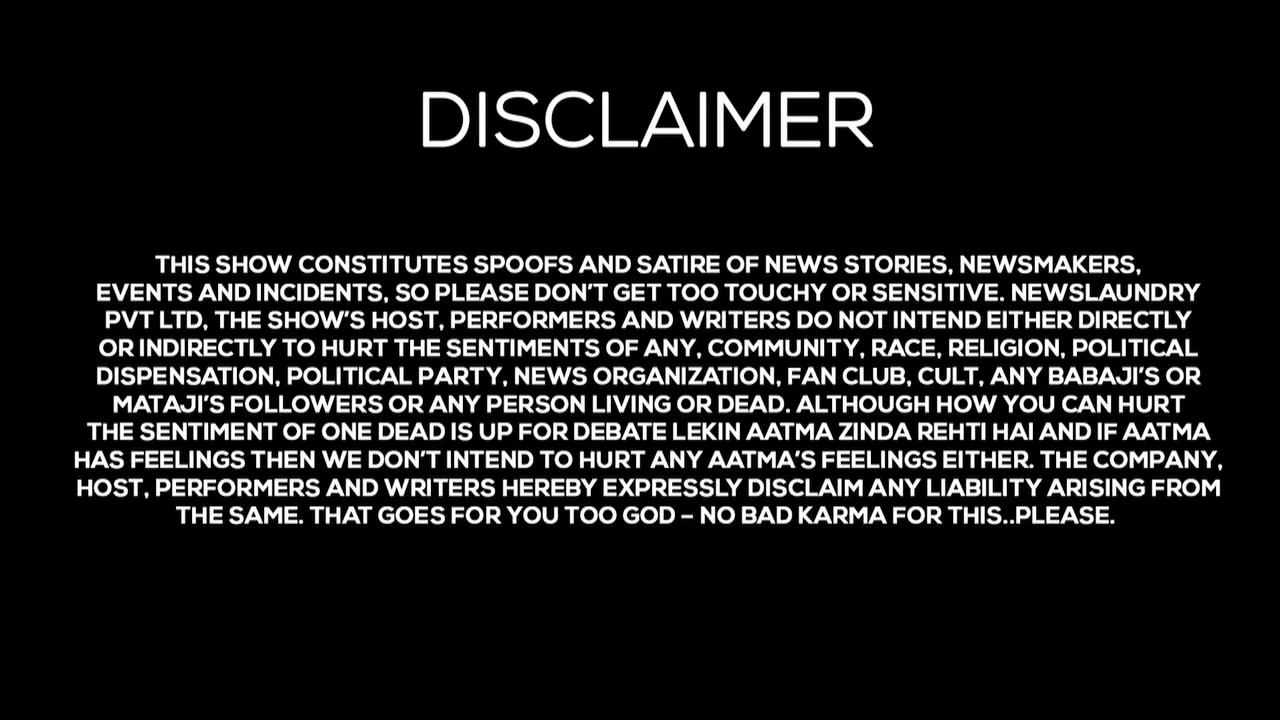 DISCLAIMER
THIS SHOW CONSTITUTES SPOOFS AND SATIRE OF NEWS STORIES, NEWSMAKERS,
EVENTS AND INCIDENTS, SO PLEASE DON'T GET TOO TOUCHY OR SENSITIVE. NEWSLAUNDRY
PVT LTD, THE SHOW'S HOST, PERFORMERS AND WRITERS DO NOT INTEND EITHER DIRECTLY
OR INDIRECTLY TO HURT THE SENTIMENTS OF ANY, COMMUNITY, RACE, RELIGION, POLITICAL
DISPENSATION, POLITICAL PARTY, NEWS ORGANIZATION, FAN CLUB, CULT, ANY BABAJI'S OR
MATAJI'S FOLLOWERS OR ANY PERSON LIVING OR DEAD. ALTHOUGH HOW YOU CAN HURT
THE SENTIMENT OF ONE DEAD IS UP FOR DEBATE LEKIN AATMA ZINDA REHTI HAI AND IF AATMA
HAS FEELINGS THEN WE DON'T INTEND TO HURT ANY AATMA'S FEELINGS EITHER. THE COMPANY,
HOST, PERFORMERS AND WRITERS HEREBY EXPRESSLY DISCLAIM ANY LIABILITY ARISING FROM
THE SAME. THAT GOES FOR YOU TOO GOD – NO BAD KARMA FOR THIS..PLEASE.